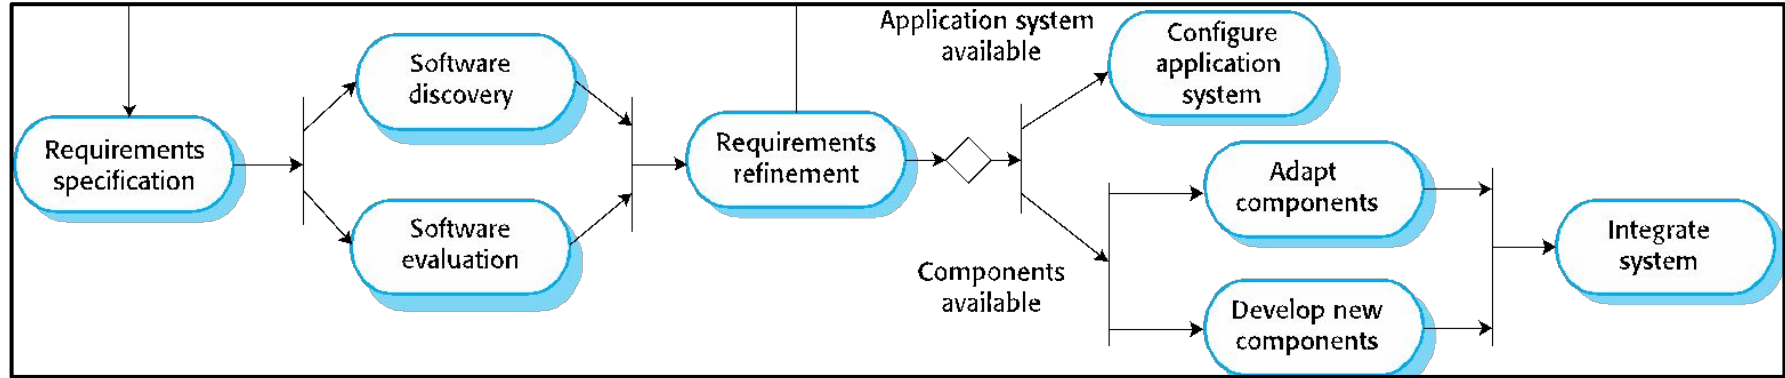 Requirements
specification
Software
discovery
Software
evaluation
Requirements
refinement
Application system
available
Configure
application
system
Components
available
Adapt
components
Develop new
components
Integrate
system